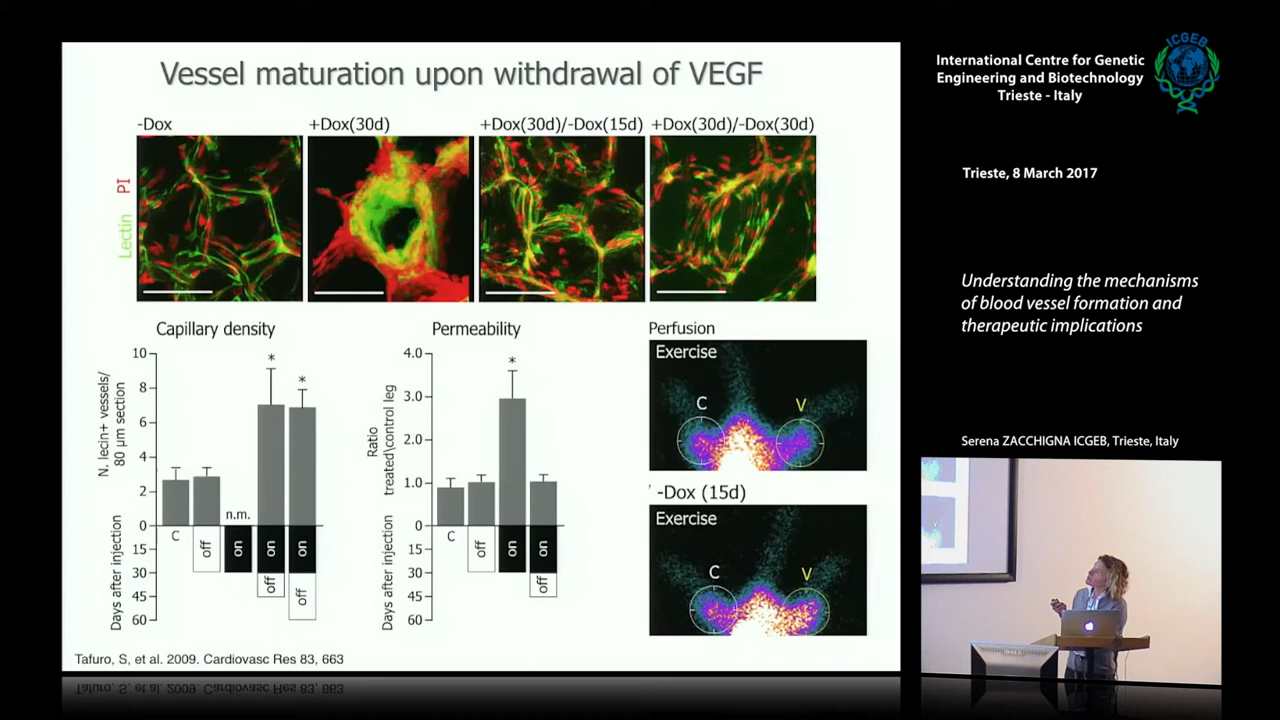 Vessel maturation upon withdrawal of VEGF
-Dox
+Dox(30d)
+Dox(30d)/-Dox(15d)
+Dox(30d)/-Dox(30d)
Lectin PI
Capillary density
N. lecin+ vessels/
80 µm section
10
8
6
4
2
0
*
*
n.m.
C
off
on
on
off
on
off
Days after injection
15
30
45
60
Permeability
Ratio
treated\control leg
4.0
3.0
2.0
1.0
0
*
C
off
on
on
off
Days after injection
15
30
45
60
Perfusion
Exercise
C
V
-Dox (15d)
Exercise
C
V
Tafuro, S, et al. 2009. Cardiovasc Res 83, 663
International Centre for Genetic
Engineering and Biotechnology
Trieste - Italy
ICGEB
Trieste, 8 March 2017
Understanding the mechanisms
of blood vessel formation and
therapeutic implications
Serena ZACCHIGNA ICGEB, Trieste, Italy